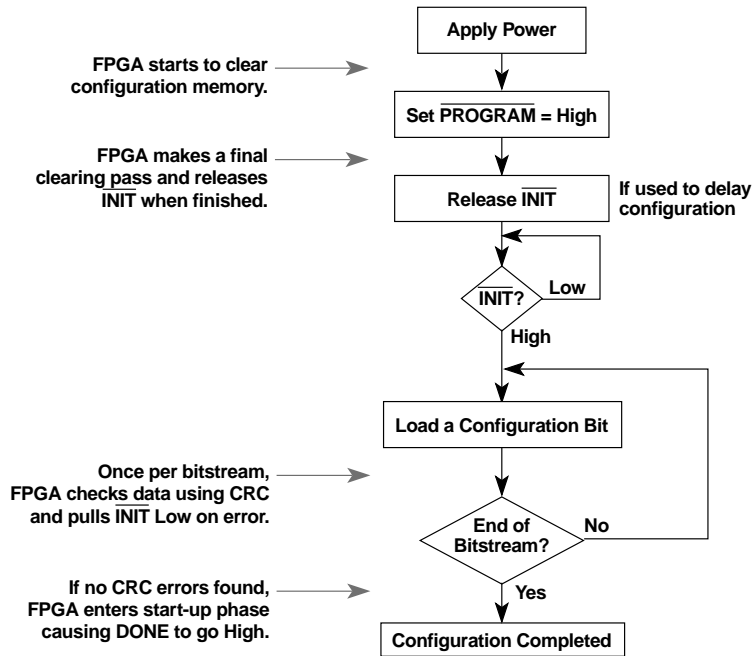 Apply Power
FPGA starts to clear
configuration memory.
Set PROGRAM = High
FPGA makes a final
clearing pass and releases
INIT when finished.
Release INIT
If used to delay
configuration
INIT?
Low
High
Load a Configuration Bit
Once per bitstream,
FPGA checks data using CRC
and pulls INIT Low on error.
End of
Bitstream?
No
Yes
If no CRC errors found,
FPGA enters start-up phase
causing DONE to go High.
Configuration Completed